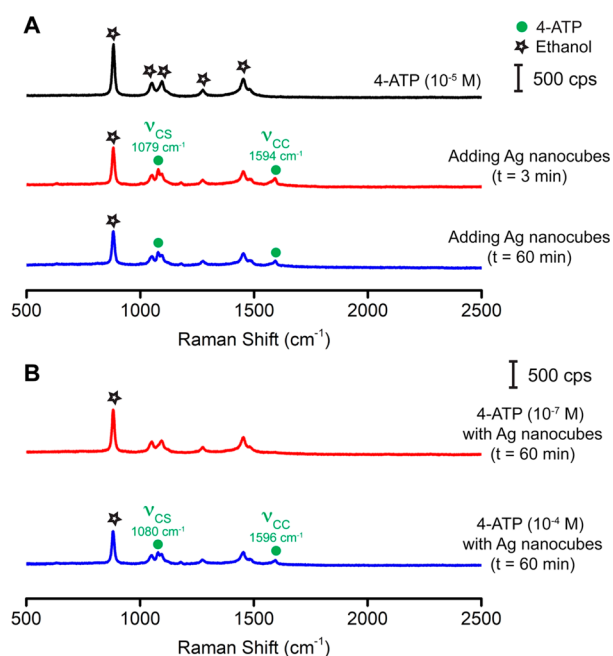 A
4-ATP
Ethanol
500 cps
4-ATP (10⁻⁵ M)
νCS
1079 cm⁻¹
νCC
1594 cm⁻¹
Adding Ag nanocubes
(t = 3 min)
Adding Ag nanocubes
(t = 60 min)
500 1000 1500 2000 2500
Raman Shift (cm⁻¹)
B
500 cps
4-ATP (10⁻⁷ M)
with Ag nanocubes
(t = 60 min)
νCS
1080 cm⁻¹
νCC
1596 cm⁻¹
4-ATP (10⁻⁴ M)
with Ag nanocubes
(t = 60 min)
500 1000 1500 2000 2500
Raman Shift (cm⁻¹)